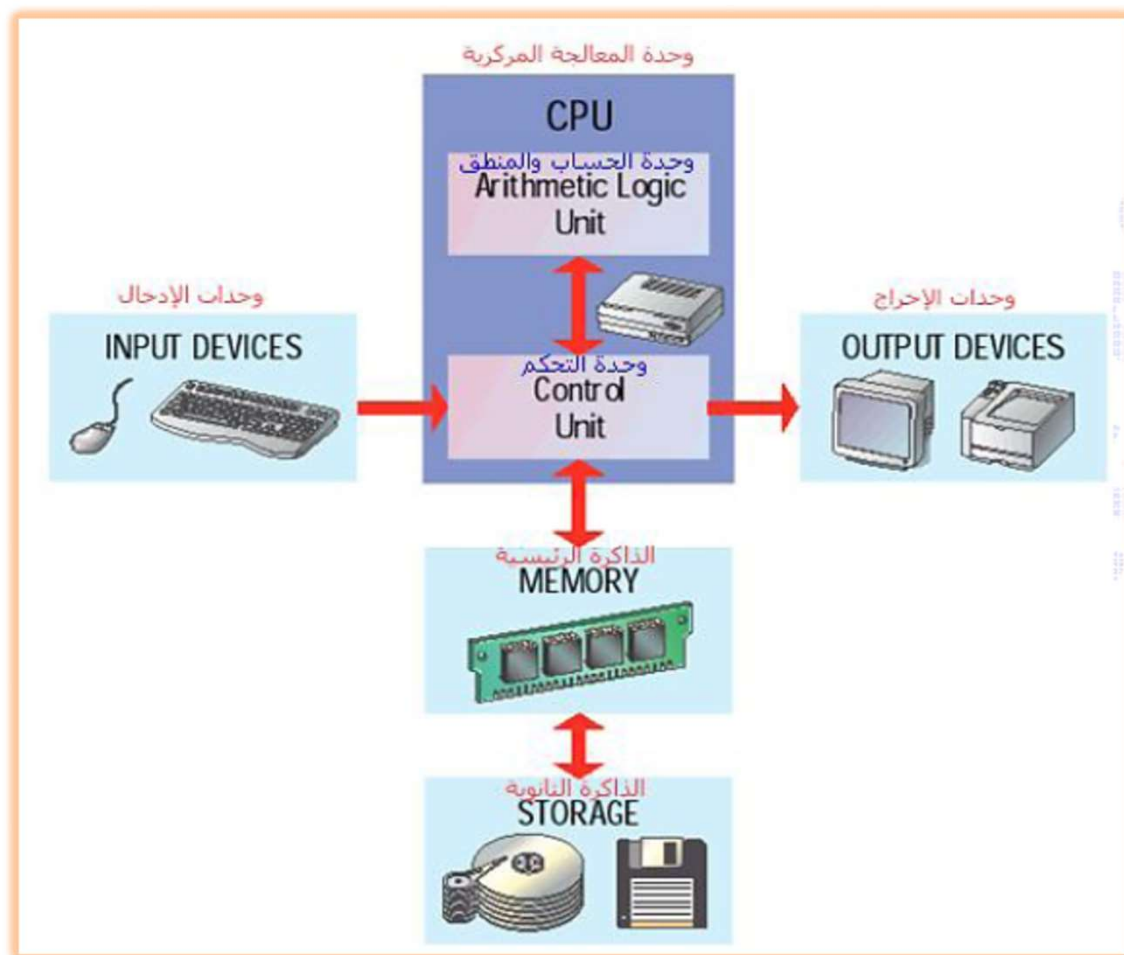 وحدة المعالجة المركزية
CPU
وحدة الحساب والمنطق
Arithmetic Logic
Unit
وحدات الإدخال
INPUT DEVICES
وحدة التحكم
Control
Unit
وحدات الإخراج
OUTPUT DEVICES
الذاكرة الرئيسية
MEMORY
الذاكرة الثانوية
STORAGE